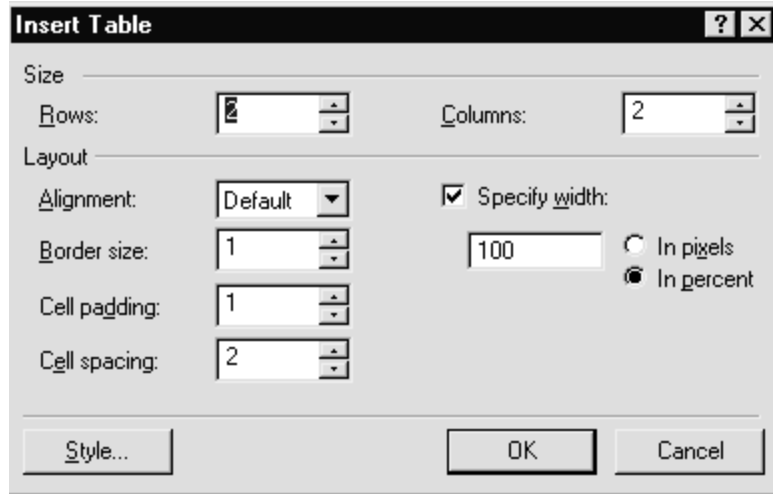 Insert Table
Size
Rows: 2 Columns: 2
Layout
Alignment: Default Specify width:
Border size: 1 100 In pixels
In percent
Cell padding: 1
Cell spacing: 2
Style... OK Cancel